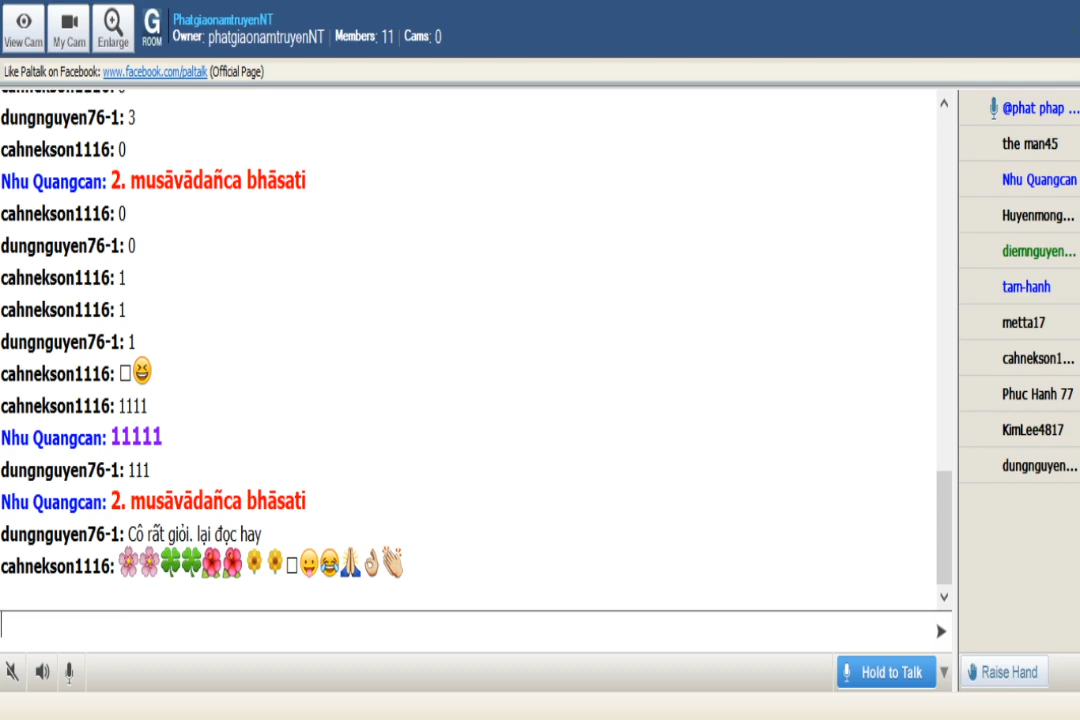 View Cam
My Cam
Enlarge
G
ROOM
PhatgiaonamtruyenNT
Owner: phatgiaonamtruyenNT | Members: 11 | Cams: 0
Like Paltalk on Facebook: www.facebook.com/paltalk (Official Page)
cahnekson1116: 0
dungnguyen76-1: 3
cahnekson1116: 0
Nhu Quangcan: 2. musāvādañca bhāsati
cahnekson1116: 0
dungnguyen76-1: 0
cahnekson1116: 1
cahnekson1116: 1
dungnguyen76-1: 1
cahnekson1116: 😆
cahnekson1116: 1111
Nhu Quangcan: 11111
dungnguyen76-1: 111
Nhu Quangcan: 2. musāvādañca bhāsati
dungnguyen76-1: Cô rất giỏi. lại đọc hay
cahnekson1116: 🌸🌸🍀🍀🌺🌺🌼🌼😛😂🙏👌👏
@phat phap ...
the man45
Nhu Quangcan
Huyenmong...
diemnguyen...
tam-hanh
metta17
cahnekson1...
Phuc Hanh 77
KimLee4817
dungnguyen...
Hold to Talk
Raise Hand